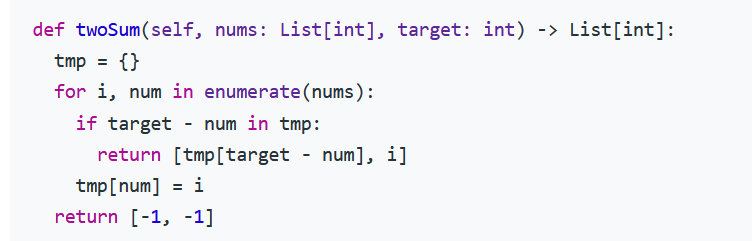 def twoSum(self, nums: List[int], target: int) -> List[int]:
  tmp = {}
  for i, num in enumerate(nums):
    if target - num in tmp:
      return [tmp[target - num], i]
    tmp[num] = i
  return [-1, -1]